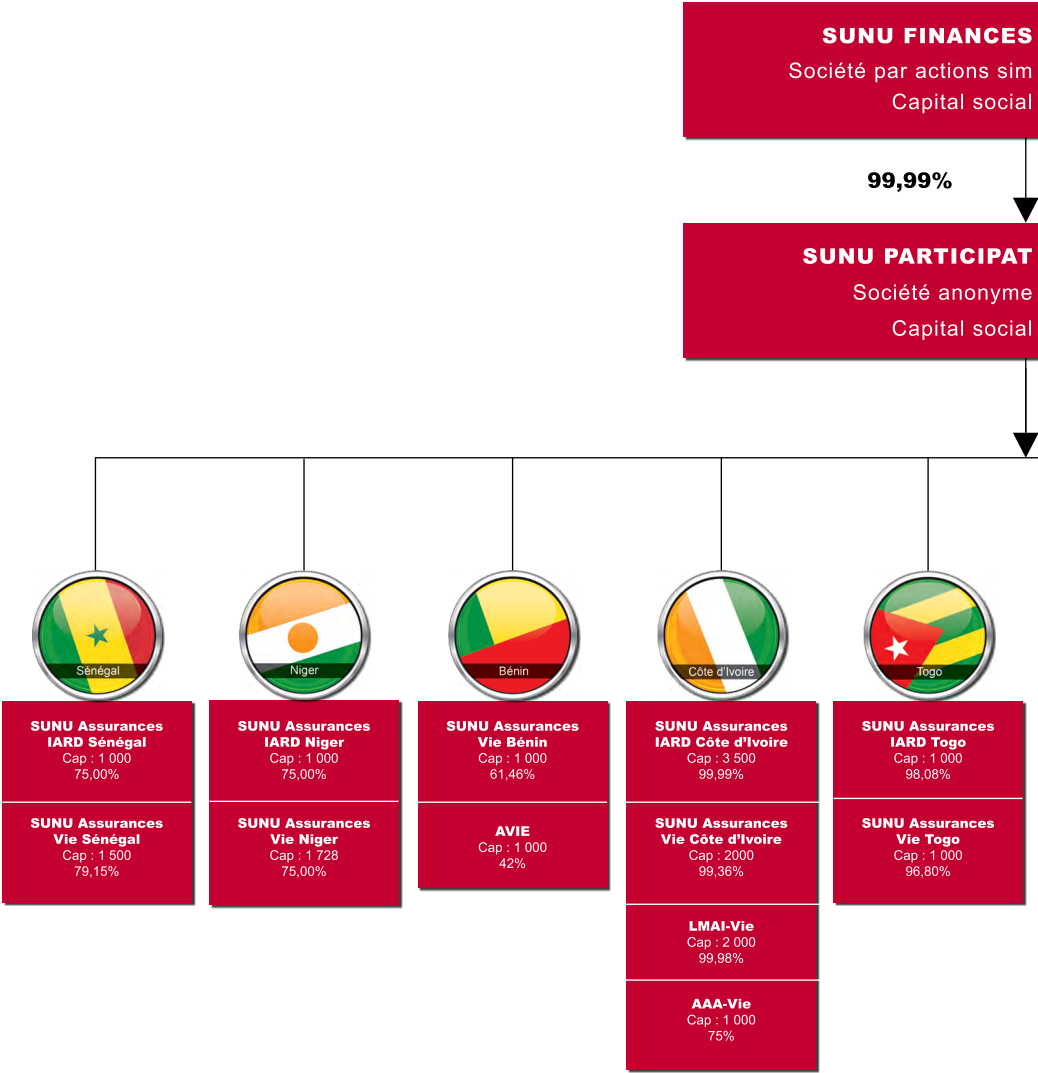 SUNU FINANCES
Société par actions sim
Capital social
99,99%
SUNU PARTICIPAT
Société anonyme
Capital social
Sénégal
SUNU Assurances
IARD Sénégal
Cap : 1 000
75,00%
SUNU Assurances
Vie Sénégal
Cap : 1 500
79,15%
Niger
SUNU Assurances
IARD Niger
Cap : 1 000
75,00%
SUNU Assurances
Vie Niger
Cap : 1 728
75,00%
Bénin
SUNU Assurances
Vie Bénin
Cap : 1 000
61,46%
AVIE
Cap : 1 000
42%
Côte d'Ivoire
SUNU Assurances
IARD Côte d'Ivoire
Cap : 3 500
99,99%
SUNU Assurances
Vie Côte d'Ivoire
Cap : 2000
99,36%
LMAI-Vie
Cap : 2 000
99,98%
AAA-Vie
Cap : 1 000
75%
Togo
SUNU Assurances
IARD Togo
Cap : 1 000
98,08%
SUNU Assurances
Vie Togo
Cap : 1 000
96,80%